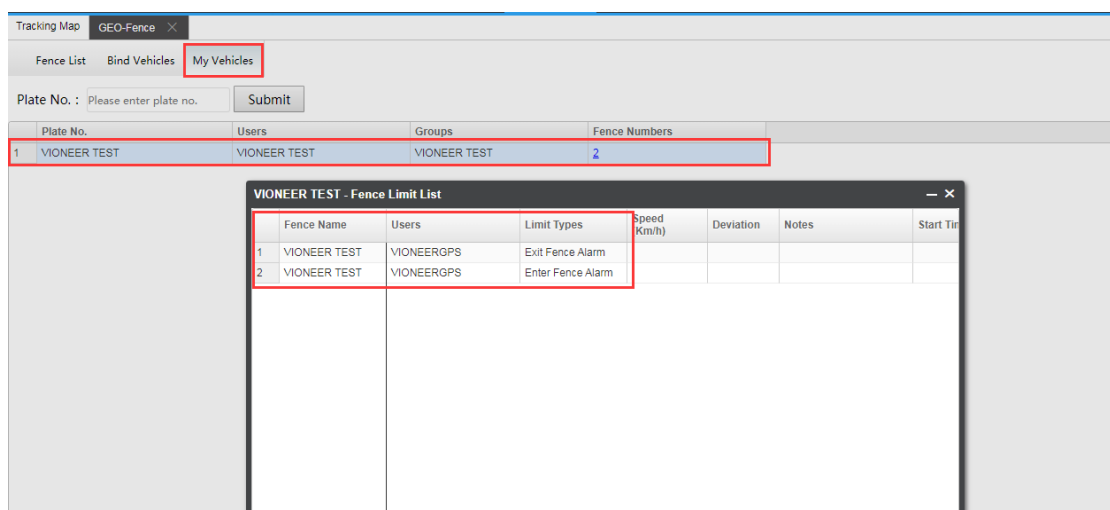 Tracking Map GEO-Fence
Fence List Bind Vehicles My Vehicles
Plate No. : Please enter plate no. Submit
Plate No. Users Groups Fence Numbers
1 VIONEER TEST VIONEER TEST VIONEER TEST 2
VIONEER TEST - Fence Limit List
Fence Name Users Limit Types Speed (Km/h) Deviation Notes Start Tim
1 VIONEER TEST VIONEERGPS Exit Fence Alarm
2 VIONEER TEST VIONEERGPS Enter Fence Alarm